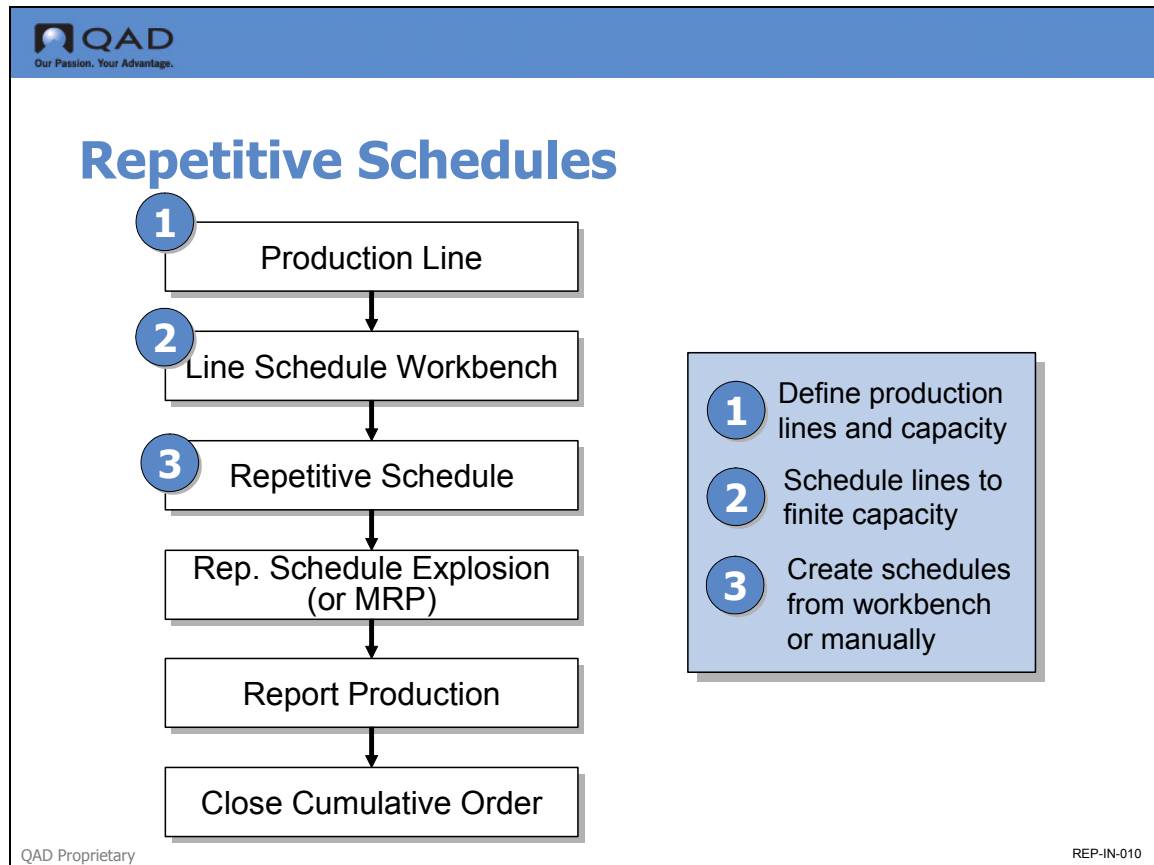 QAD
Our Passion. Your Advantage.
Repetitive Schedules
1
Production Line
2
Line Schedule Workbench
3
Repetitive Schedule
Rep. Schedule Explosion
(or MRP)
Report Production
Close Cumulative Order
1
Define production
lines and capacity
2
Schedule lines to
finite capacity
3
Create schedules
from workbench
or manually
QAD Proprietary
REP-IN-010